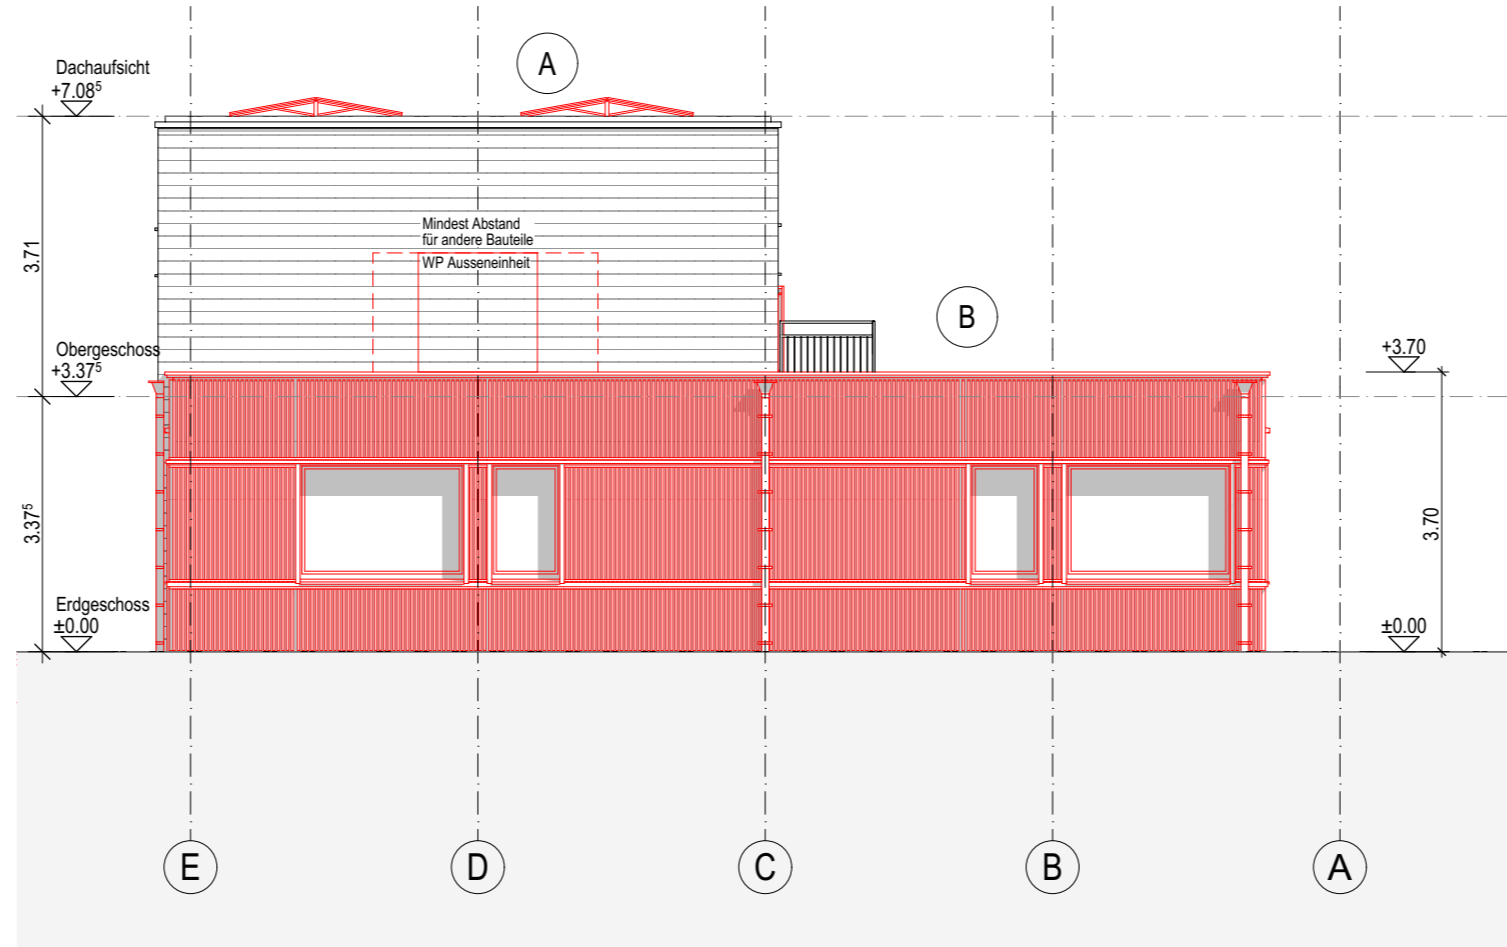 Dachaufsicht
+7.08⁵
A
3.71
Mindest Abstand
für andere Bauteile
WP Ausseneinheit
B
Obergeschoss
+3.37⁵
+3.70
3.37⁵
3.70
Erdgeschoss
±0.00
±0.00
E
D
C
B
A